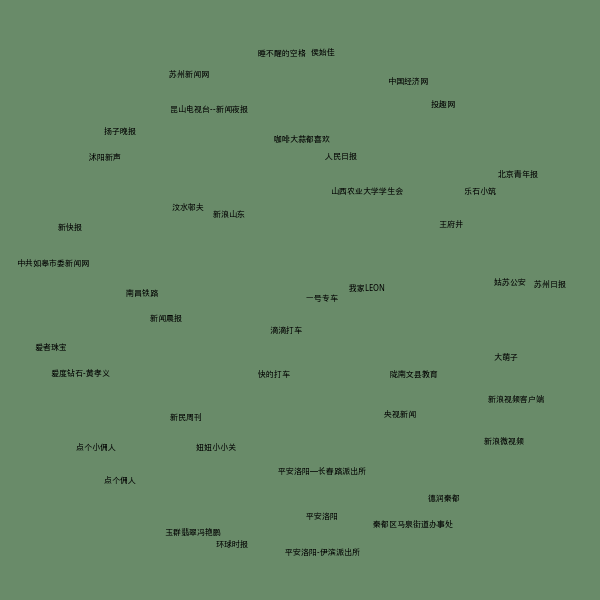 睡不醒的空格 侯始佳
苏州新闻网
中国经济网
投趣网
昆山电视台--新闻夜报
扬子晚报
咖啡大蒜都喜欢
沭阳新声
人民日报
北京青年报
山西农业大学学生会
乐石小筑
汶水邨夫
新浪山东
新快报
王府井
中共如皋市委新闻网
姑苏公安
苏州日报
我家LEON
南昌铁路
一号专车
新闻晨报
滴滴打车
爱者珠宝
大萌子
爱度钻石-黄孝义
快的打车
陇南文县教育
新浪视频客户端
央视新闻
新民周刊
新浪微视频
点个小佣人
妞妞小小关
平安洛阳—长春路派出所
点个佣人
德润秦都
平安洛阳
秦都区马泉街道办事处
玉群翡翠冯艳鹏
环球时报
平安洛阳-伊滨派出所